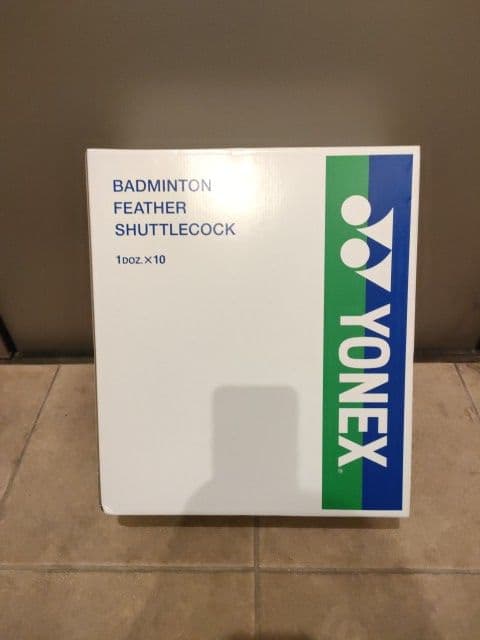 BADMINTON
FEATHER
SHUTTLECOCK
1DOZ.×10
YONEX®